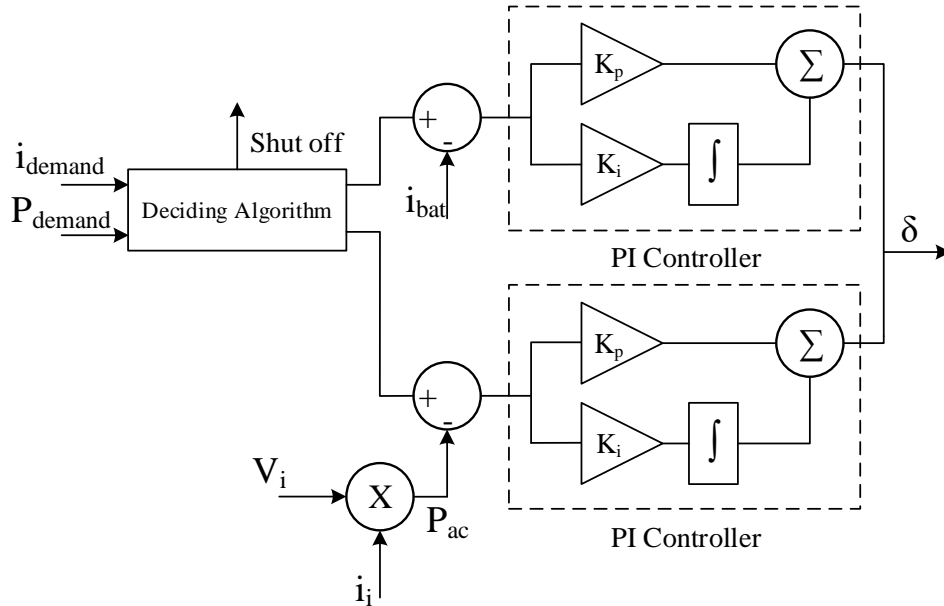 K_p
Σ
+
-
Shut off
i_demand
Deciding Algorithm
P_demand
i_bat
K_i
∫
PI Controller
δ
K_p
Σ
+
-
K_i
∫
V_i
X
P_ac
PI Controller
i_i